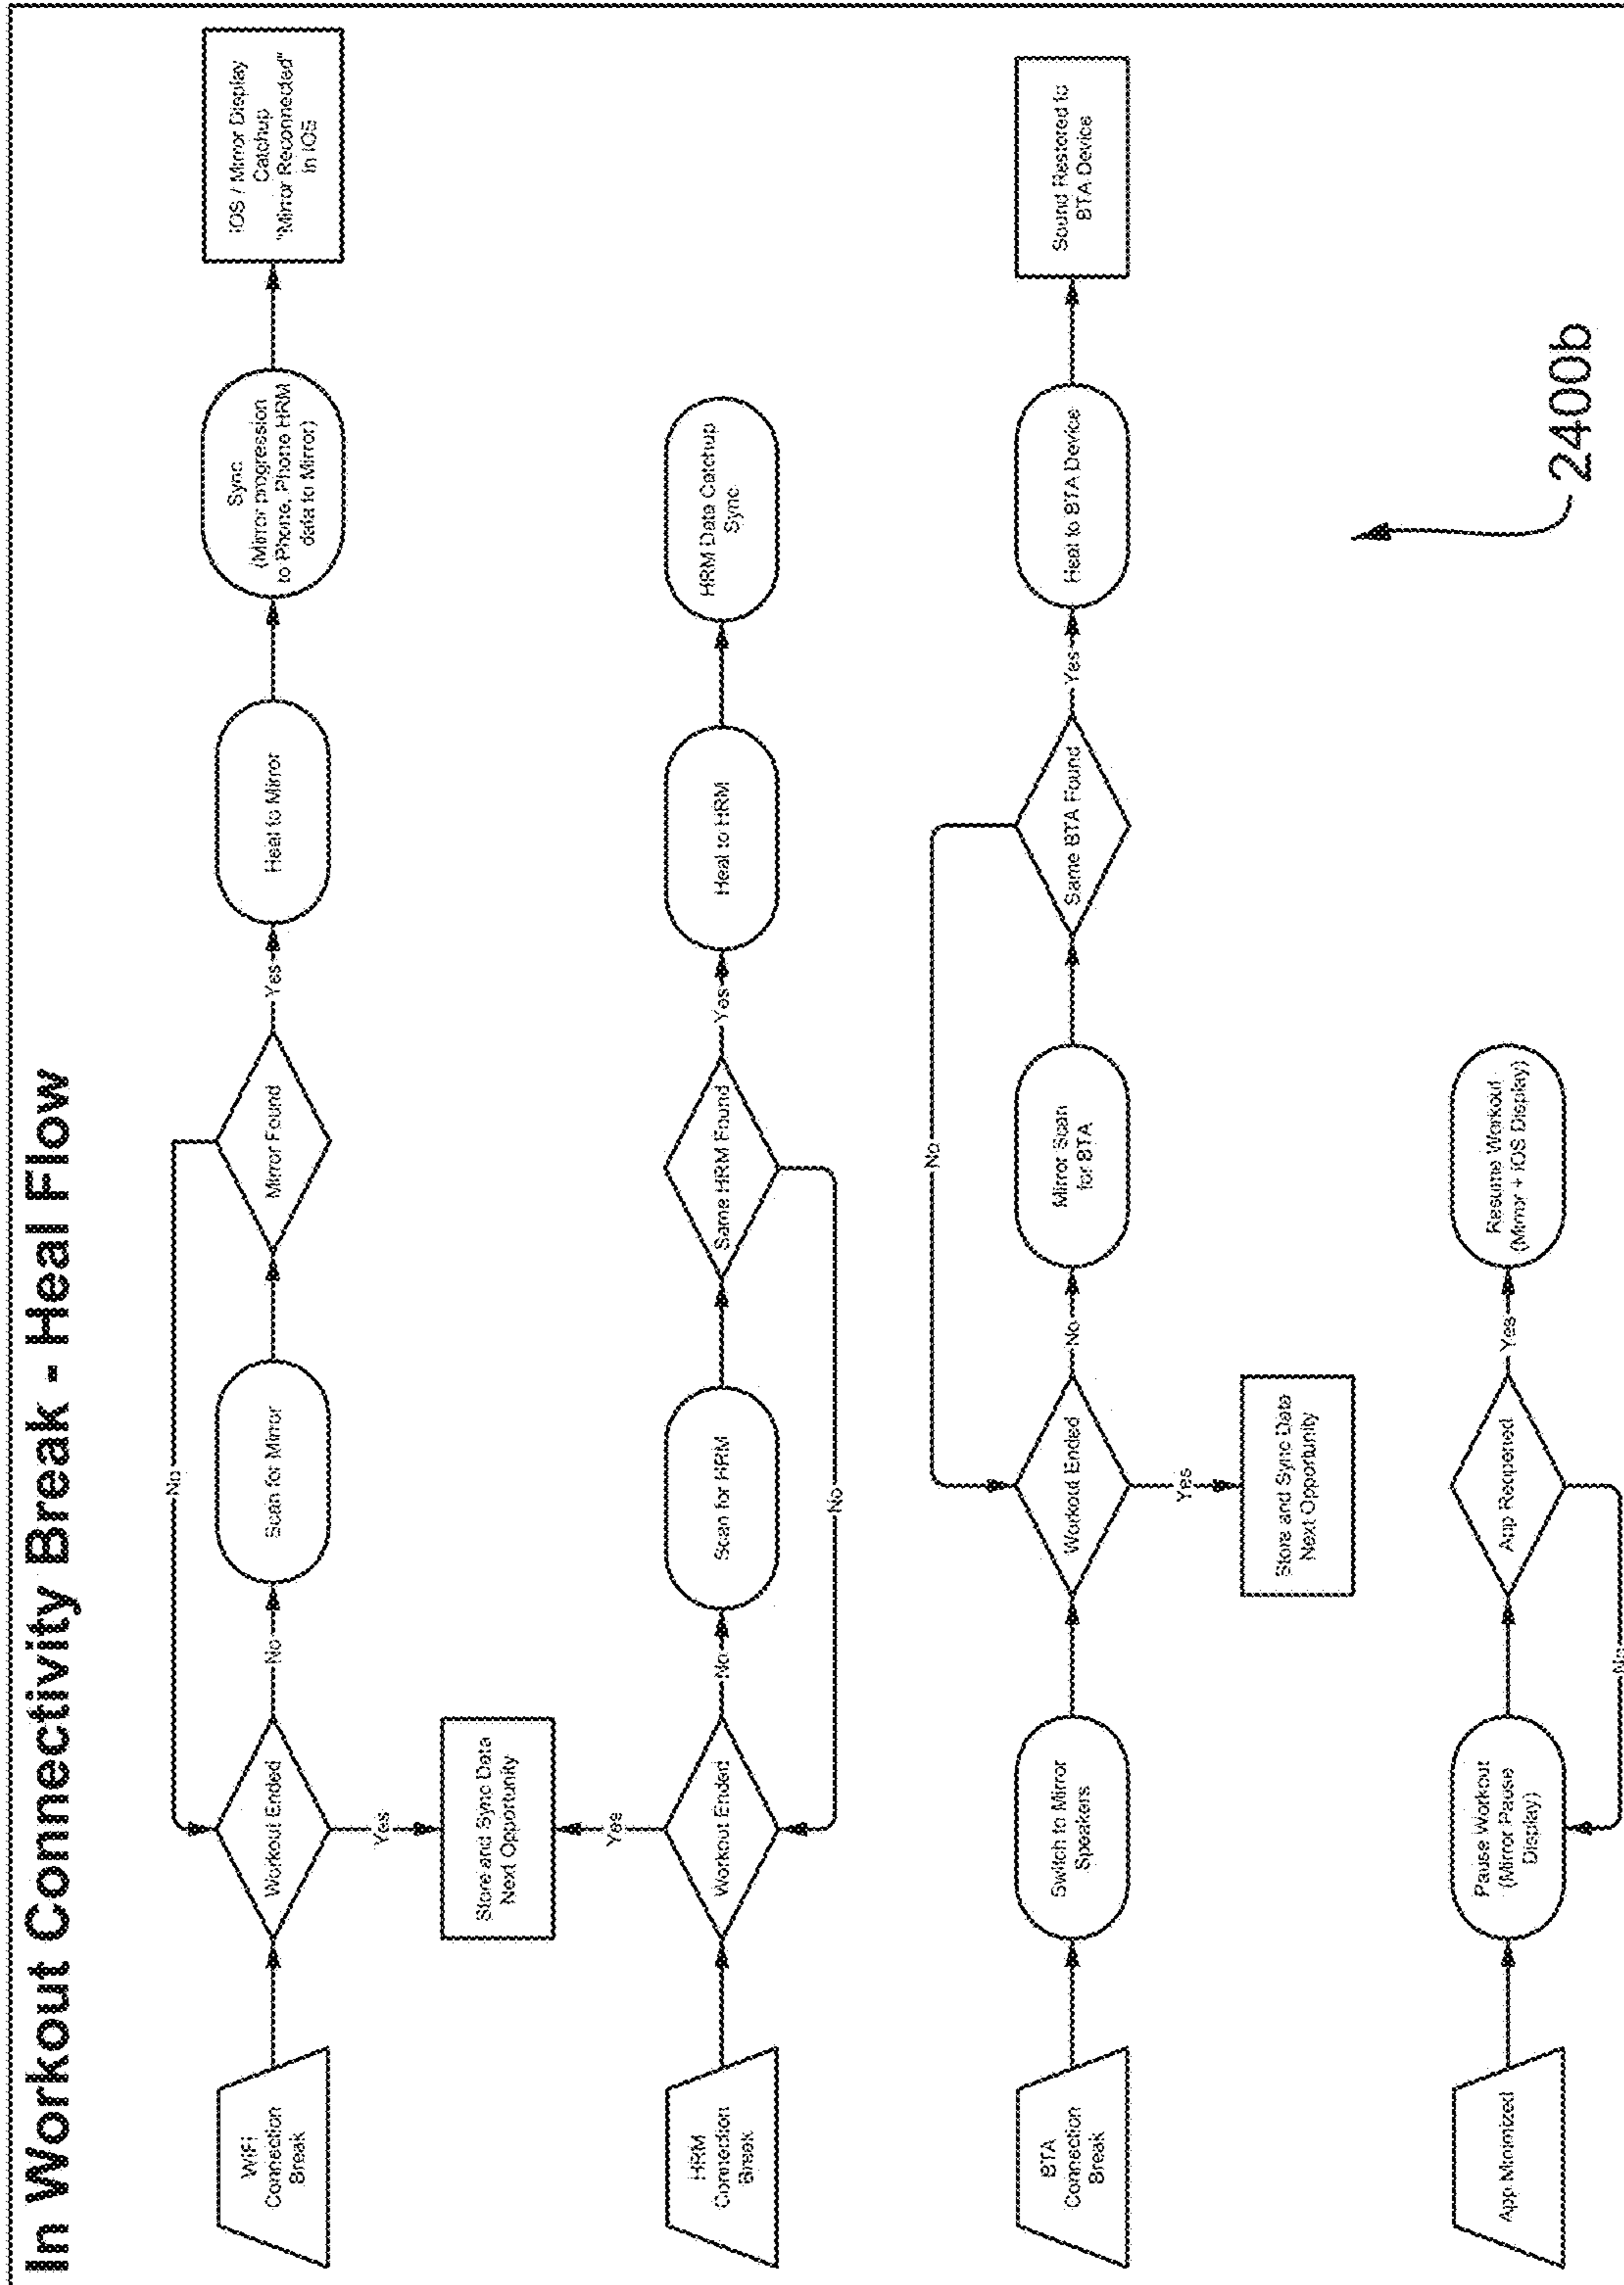 In Workout Connectivity Break - Heal Flow
WiFi
Connection
Break
Workout Ended
No
Scan for Mirror
Mirror Found
No
Yes
Heal to Mirror
Sync
(Mirror progression
to Phone, Phone HRM
data to Mirror)
iOS / Mirror Display
Catchup
"Mirror Reconnected"
in iOS
Yes
Store and Sync Data
Next Opportunity
Yes
HRM
Connection
Break
Workout Ended
No
Scan for HRM
Same HRM Found
No
Yes
Heal to HRM
HRM Data Catchup
Sync
BTA
Connection
Break
Switch to Mirror
Speakers
Workout Ended
No
Mirror Scan
for BTA
Same BTA Found
No
Yes
Heal to BTA Device
Sound Restored to
BTA Device
Yes
Store and Sync Data
Next Opportunity
App Minimized
Pause Workout
(Mirror Pause
Display)
App Reopened
No
Yes
Resume Workout
(Mirror + iOS Display)
2400b